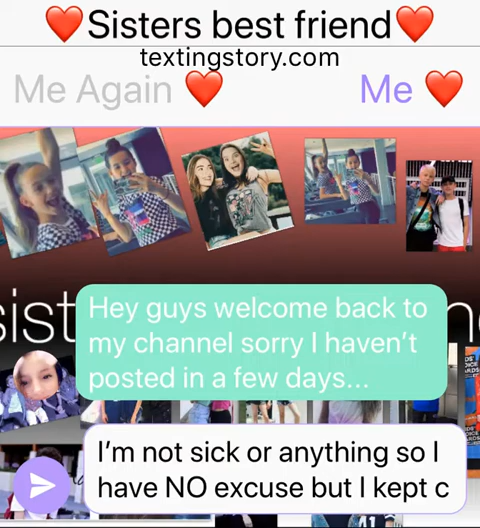 ❤️Sisters best friend❤️
textingstory.com
Me Again ❤️ Me ❤️
sist
Hey guys welcome back to
my channel sorry I haven't
posted in a few days...
I'm not sick or anything so I
have NO excuse but I kept c